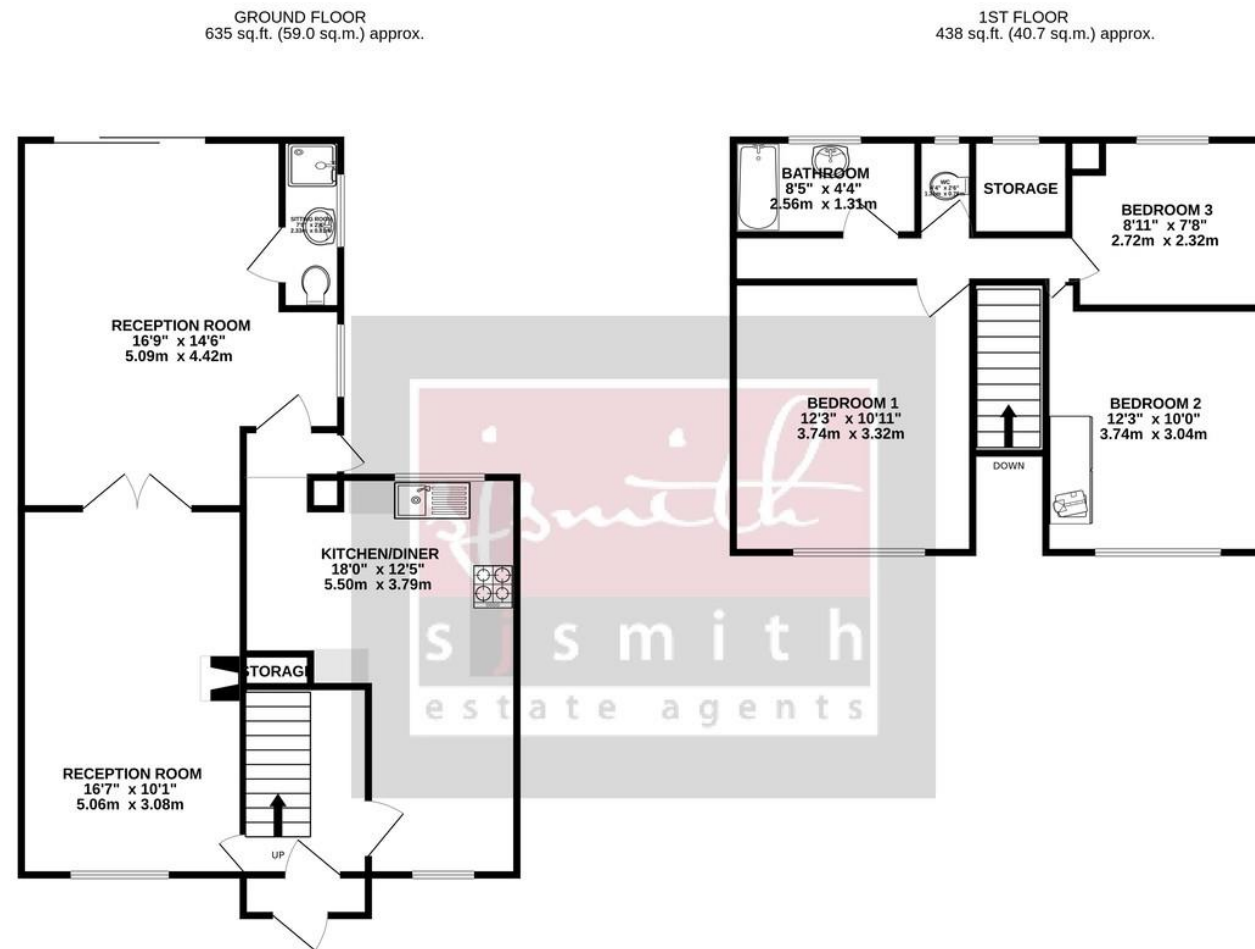 GROUND FLOOR
635 sq.ft. (59.0 sq.m.) approx.
1ST FLOOR
438 sq.ft. (40.7 sq.m.) approx.
SITTING ROOM
RECEPTION ROOM
16'9" x 14'6"
5.09m x 4.42m
KITCHEN/DINER
18'0" x 12'5"
5.50m x 3.79m
STORAGE
RECEPTION ROOM
16'7" x 10'1"
5.06m x 3.08m
UP
BATHROOM
8'5" x 4'4"
2.56m x 1.31m
WC
STORAGE
BEDROOM 3
8'11" x 7'8"
2.72m x 2.32m
BEDROOM 1
12'3" x 10'11"
3.74m x 3.32m
BEDROOM 2
12'3" x 10'0"
3.74m x 3.04m
DOWN
sjsmith
sjsmith
estate agents